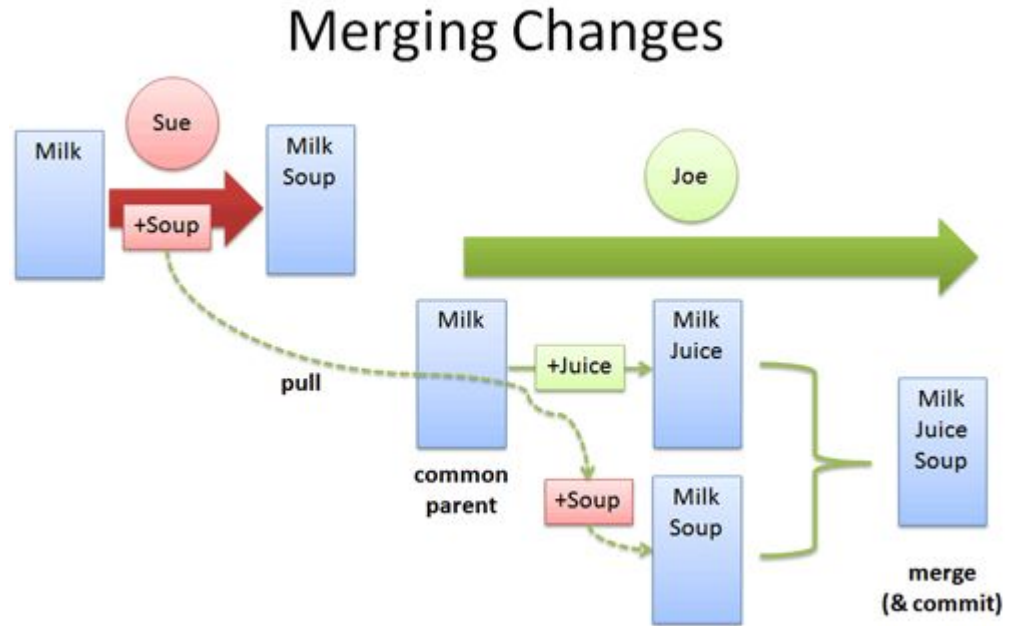 Merging Changes
Sue
Milk
+Soup
Milk
Soup
Joe
pull
Milk
common
parent
+Juice
Milk
Juice
+Soup
Milk
Soup
Milk
Juice
Soup
merge
(& commit)